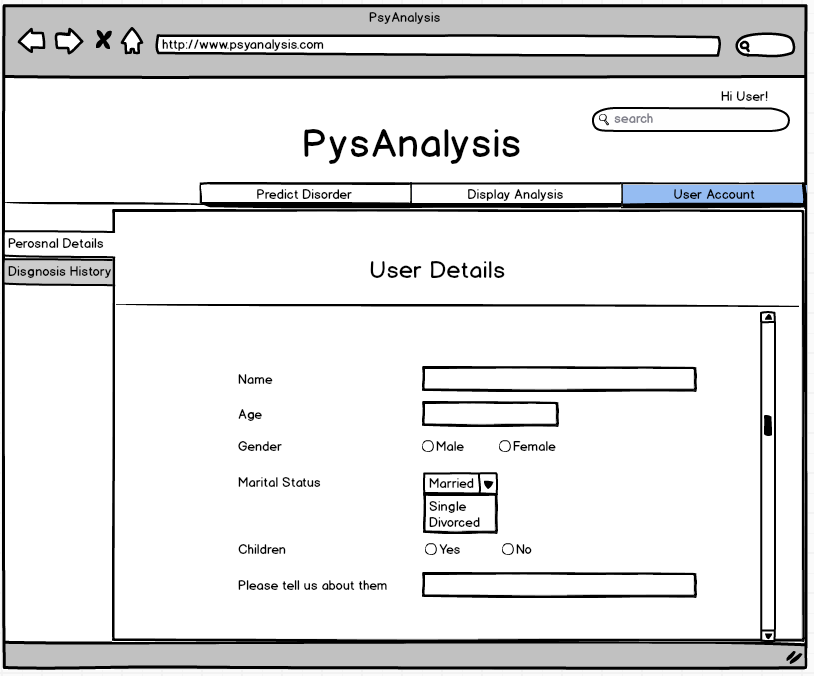 PsyAnalysis
http://www.psyanalysis.com
Hi User!
search
PysAnalysis
Predict Disorder Display Analysis User Account
Perosnal Details
Disgnosis History
User Details
Name
Age
Gender Male Female
Marital Status Married
Single
Divorced
Children Yes No
Please tell us about them